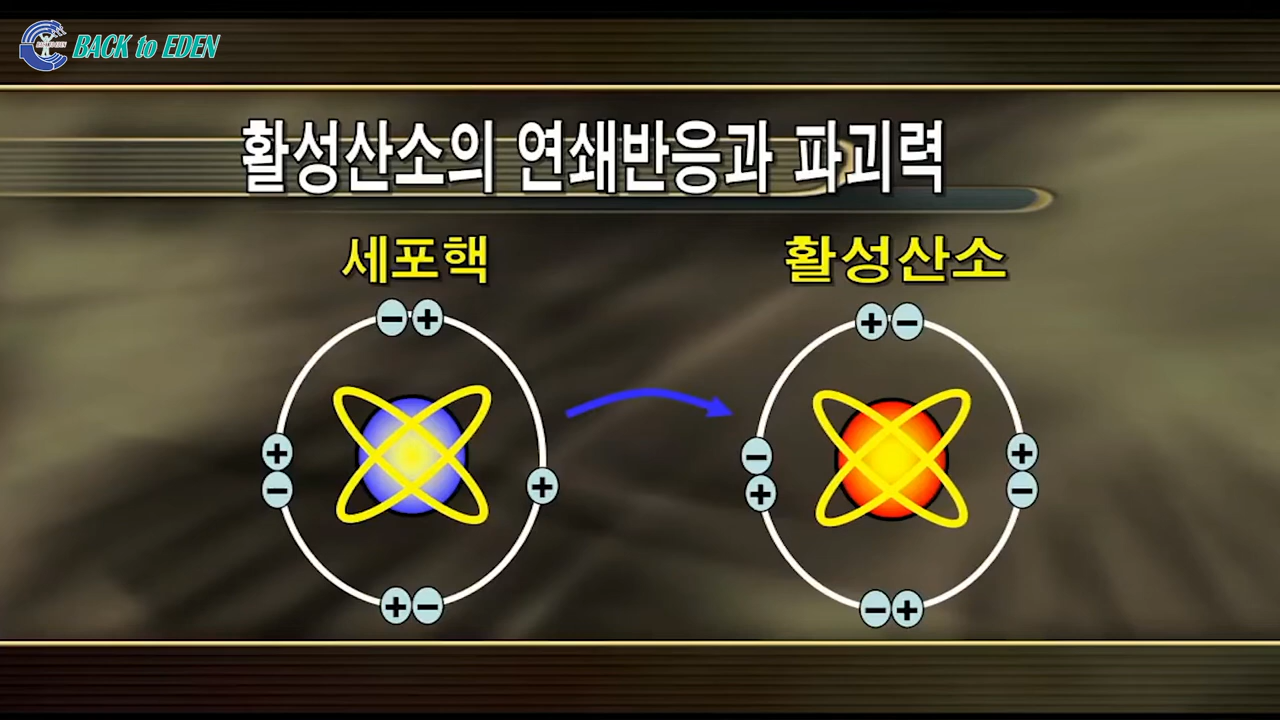 BACK to EDEN
활성산소의 연쇄반응과 파괴력
세포핵 활성산소
− + + −
+ − + −
− + + −
+ − − +